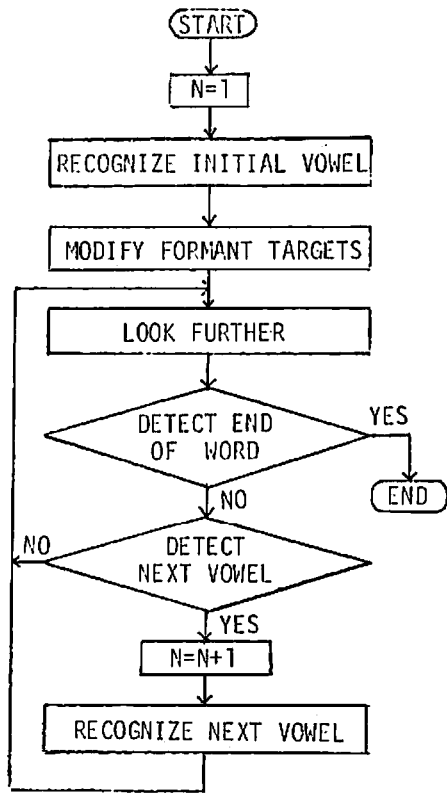 START
N=1
RECOGNIZE INITIAL VOWEL
MODIFY FORMANT TARGETS
LOOK FURTHER
DETECT END
OF WORD
YES
END
NO
DETECT
NEXT VOWEL
NO
YES
N=N+1
RECOGNIZE NEXT VOWEL